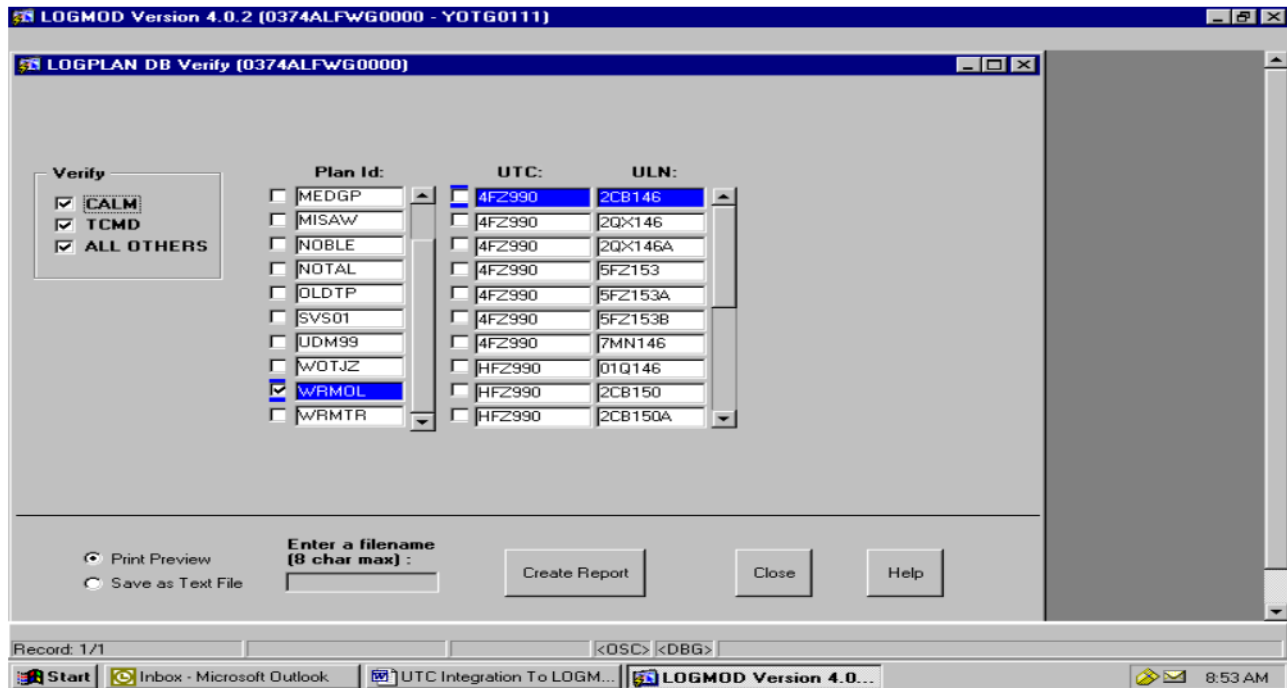 LOGMOD Version 4.0.2 (0374ALFWG0000 - YOTG0111)
LOGPLAN DB Verify (0374ALFWG0000)
Verify
CALM
TCMD
ALL OTHERS
Plan Id: UTC: ULN:
MEDGP 4FZ990 2CB146
MISAW 4FZ990 2QX146
NOBLE 4FZ990 2QX146A
NOTAL 4FZ990 5FZ153
OLDTP 4FZ990 5FZ153A
SVS01 4FZ990 5FZ153B
UDM99 4FZ990 7MN146
WOTJZ HFZ990 01Q146
WRMOL HFZ990 2CB150
WRMTR HFZ990 2CB150A
Print Preview
Save as Text File
Enter a filename
(8 char max) :
Create Report
Close
Help
Record: 1/1 <OSC> <DBG>
Start Inbox - Microsoft Outlook UTC Integration To LOGM... LOGMOD Version 4.0... 8:53 AM